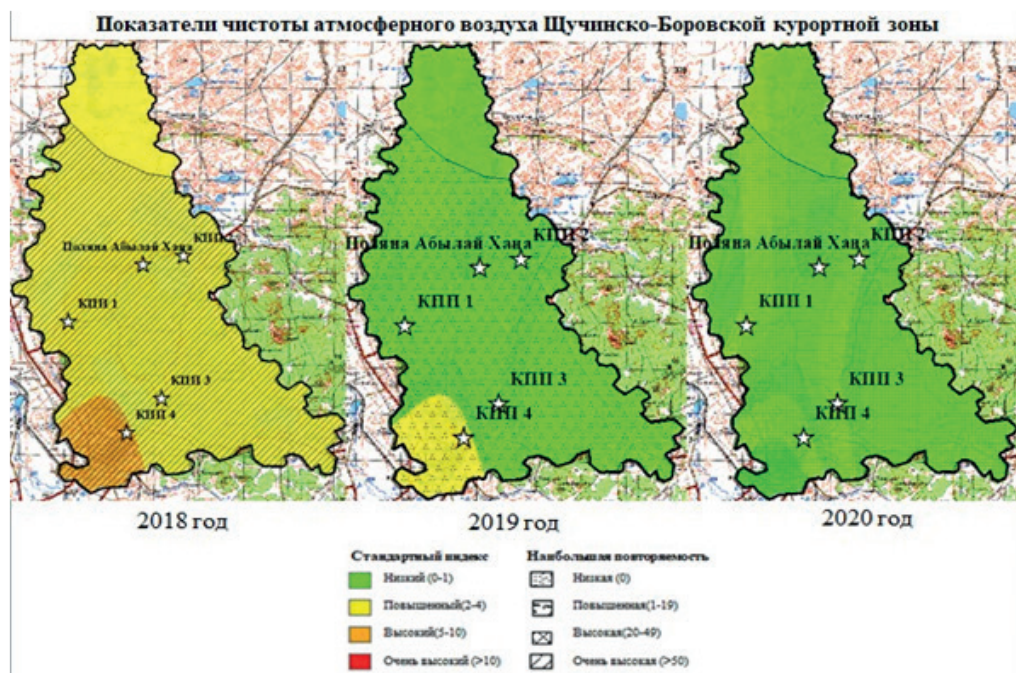 Показатели чистоты атмосферного воздуха Щучинско-Боровской курортной зоны
КПП
Поляна Абылай Хана
КПП 1
КПП 3
КПП 4
КПП 2
Поляна Абылай Хана
КПП 1
КПП 3
КПП 4
КПП 2
Поляна Абылай Хана
КПП 1
КПП 3
КПП 4
2018 год
2019 год
2020 год
Стандартный индекс
Низкий (0-1)
Повышенный(2-4)
Высокий(5-10)
Очень высокий (>10)
Наибольшая повторяемость
Низкая (0)
Повышенная(1-19)
Высокая(20-49)
Очень высокая (>50)